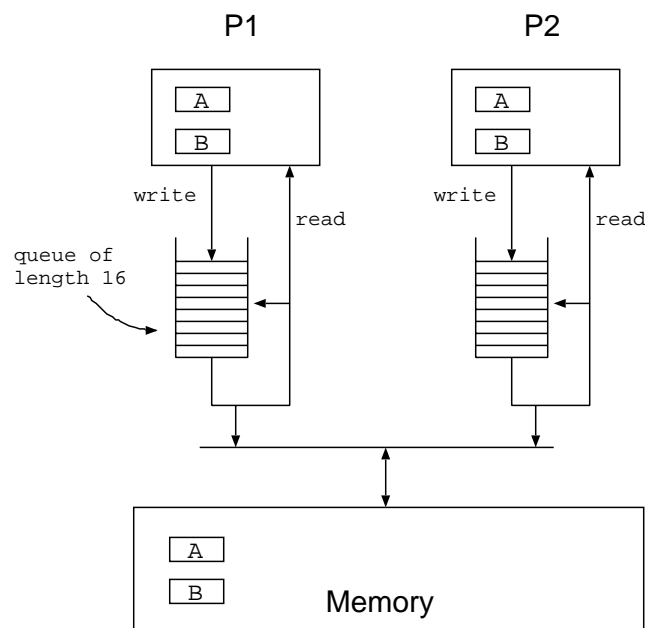 P1
P2
A
A
B
B
write
write
read
read
queue of
length 16
A
B
Memory